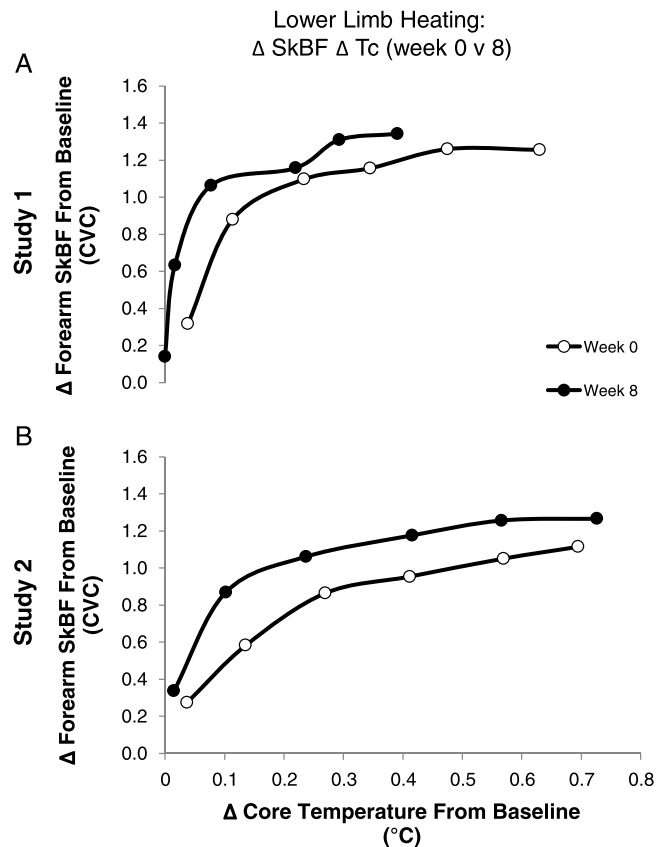 Lower Limb Heating:
Δ SkBF Δ Tc (week 0 v 8)
A
Study 1
Δ Forearm SkBF From Baseline
(CVC)
1.6
1.4
1.2
1.0
0.8
0.6
0.4
0.2
0.0
Week 0
Week 8
B
Study 2
Δ Forearm SkBF From Baseline
(CVC)
1.6
1.4
1.2
1.0
0.8
0.6
0.4
0.2
0.0
0 0.1 0.2 0.3 0.4 0.5 0.6 0.7 0.8
Δ Core Temperature From Baseline
(°C)